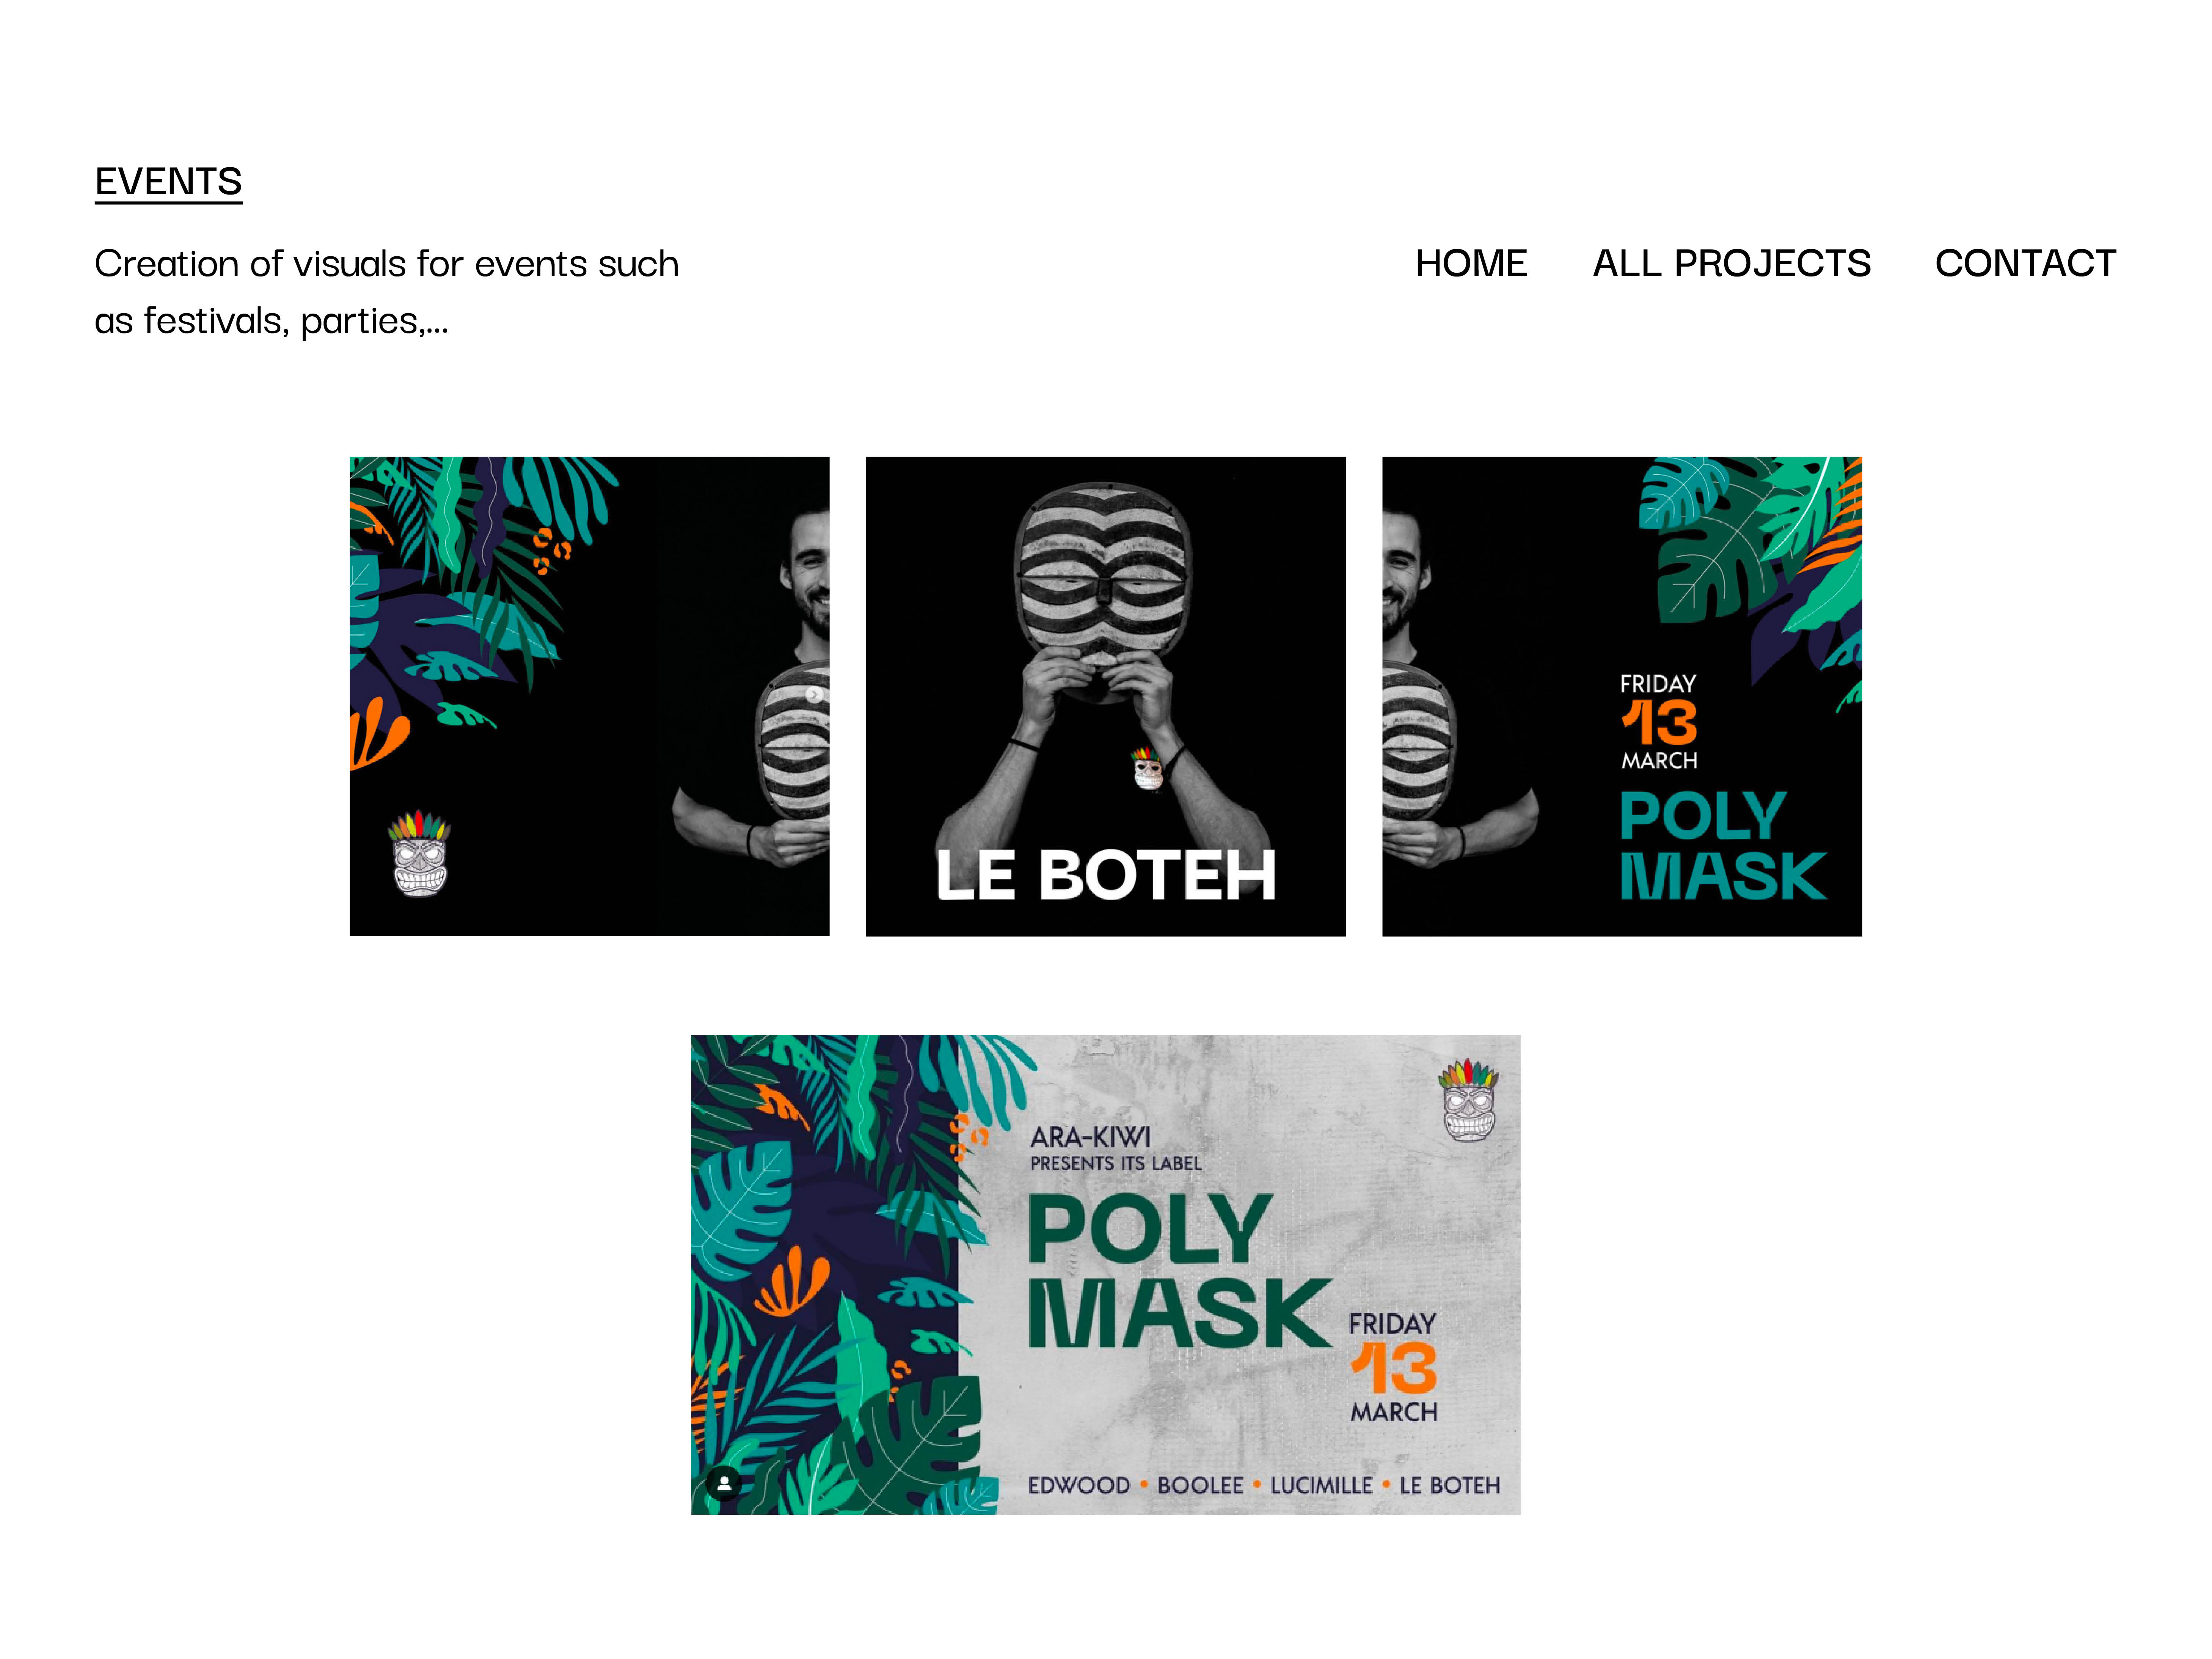 EVENTS
Creation of visuals for events such
as festivals, parties,...
HOME ALL PROJECTS CONTACT
LE BOTEH
FRIDAY
13
MARCH
POLY
MASK
ARA-KIWI
PRESENTS ITS LABEL
POLY
MASK
FRIDAY
13
MARCH
EDWOOD • BOOLEE • LUCIMILLE • LE BOTEH